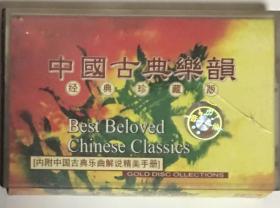 中國古典樂韻
经典珍藏版
Best Beloved
Chinese Classics
[内附中国古典乐曲解说精美手册]
GOLD DISC OLLECTIONS